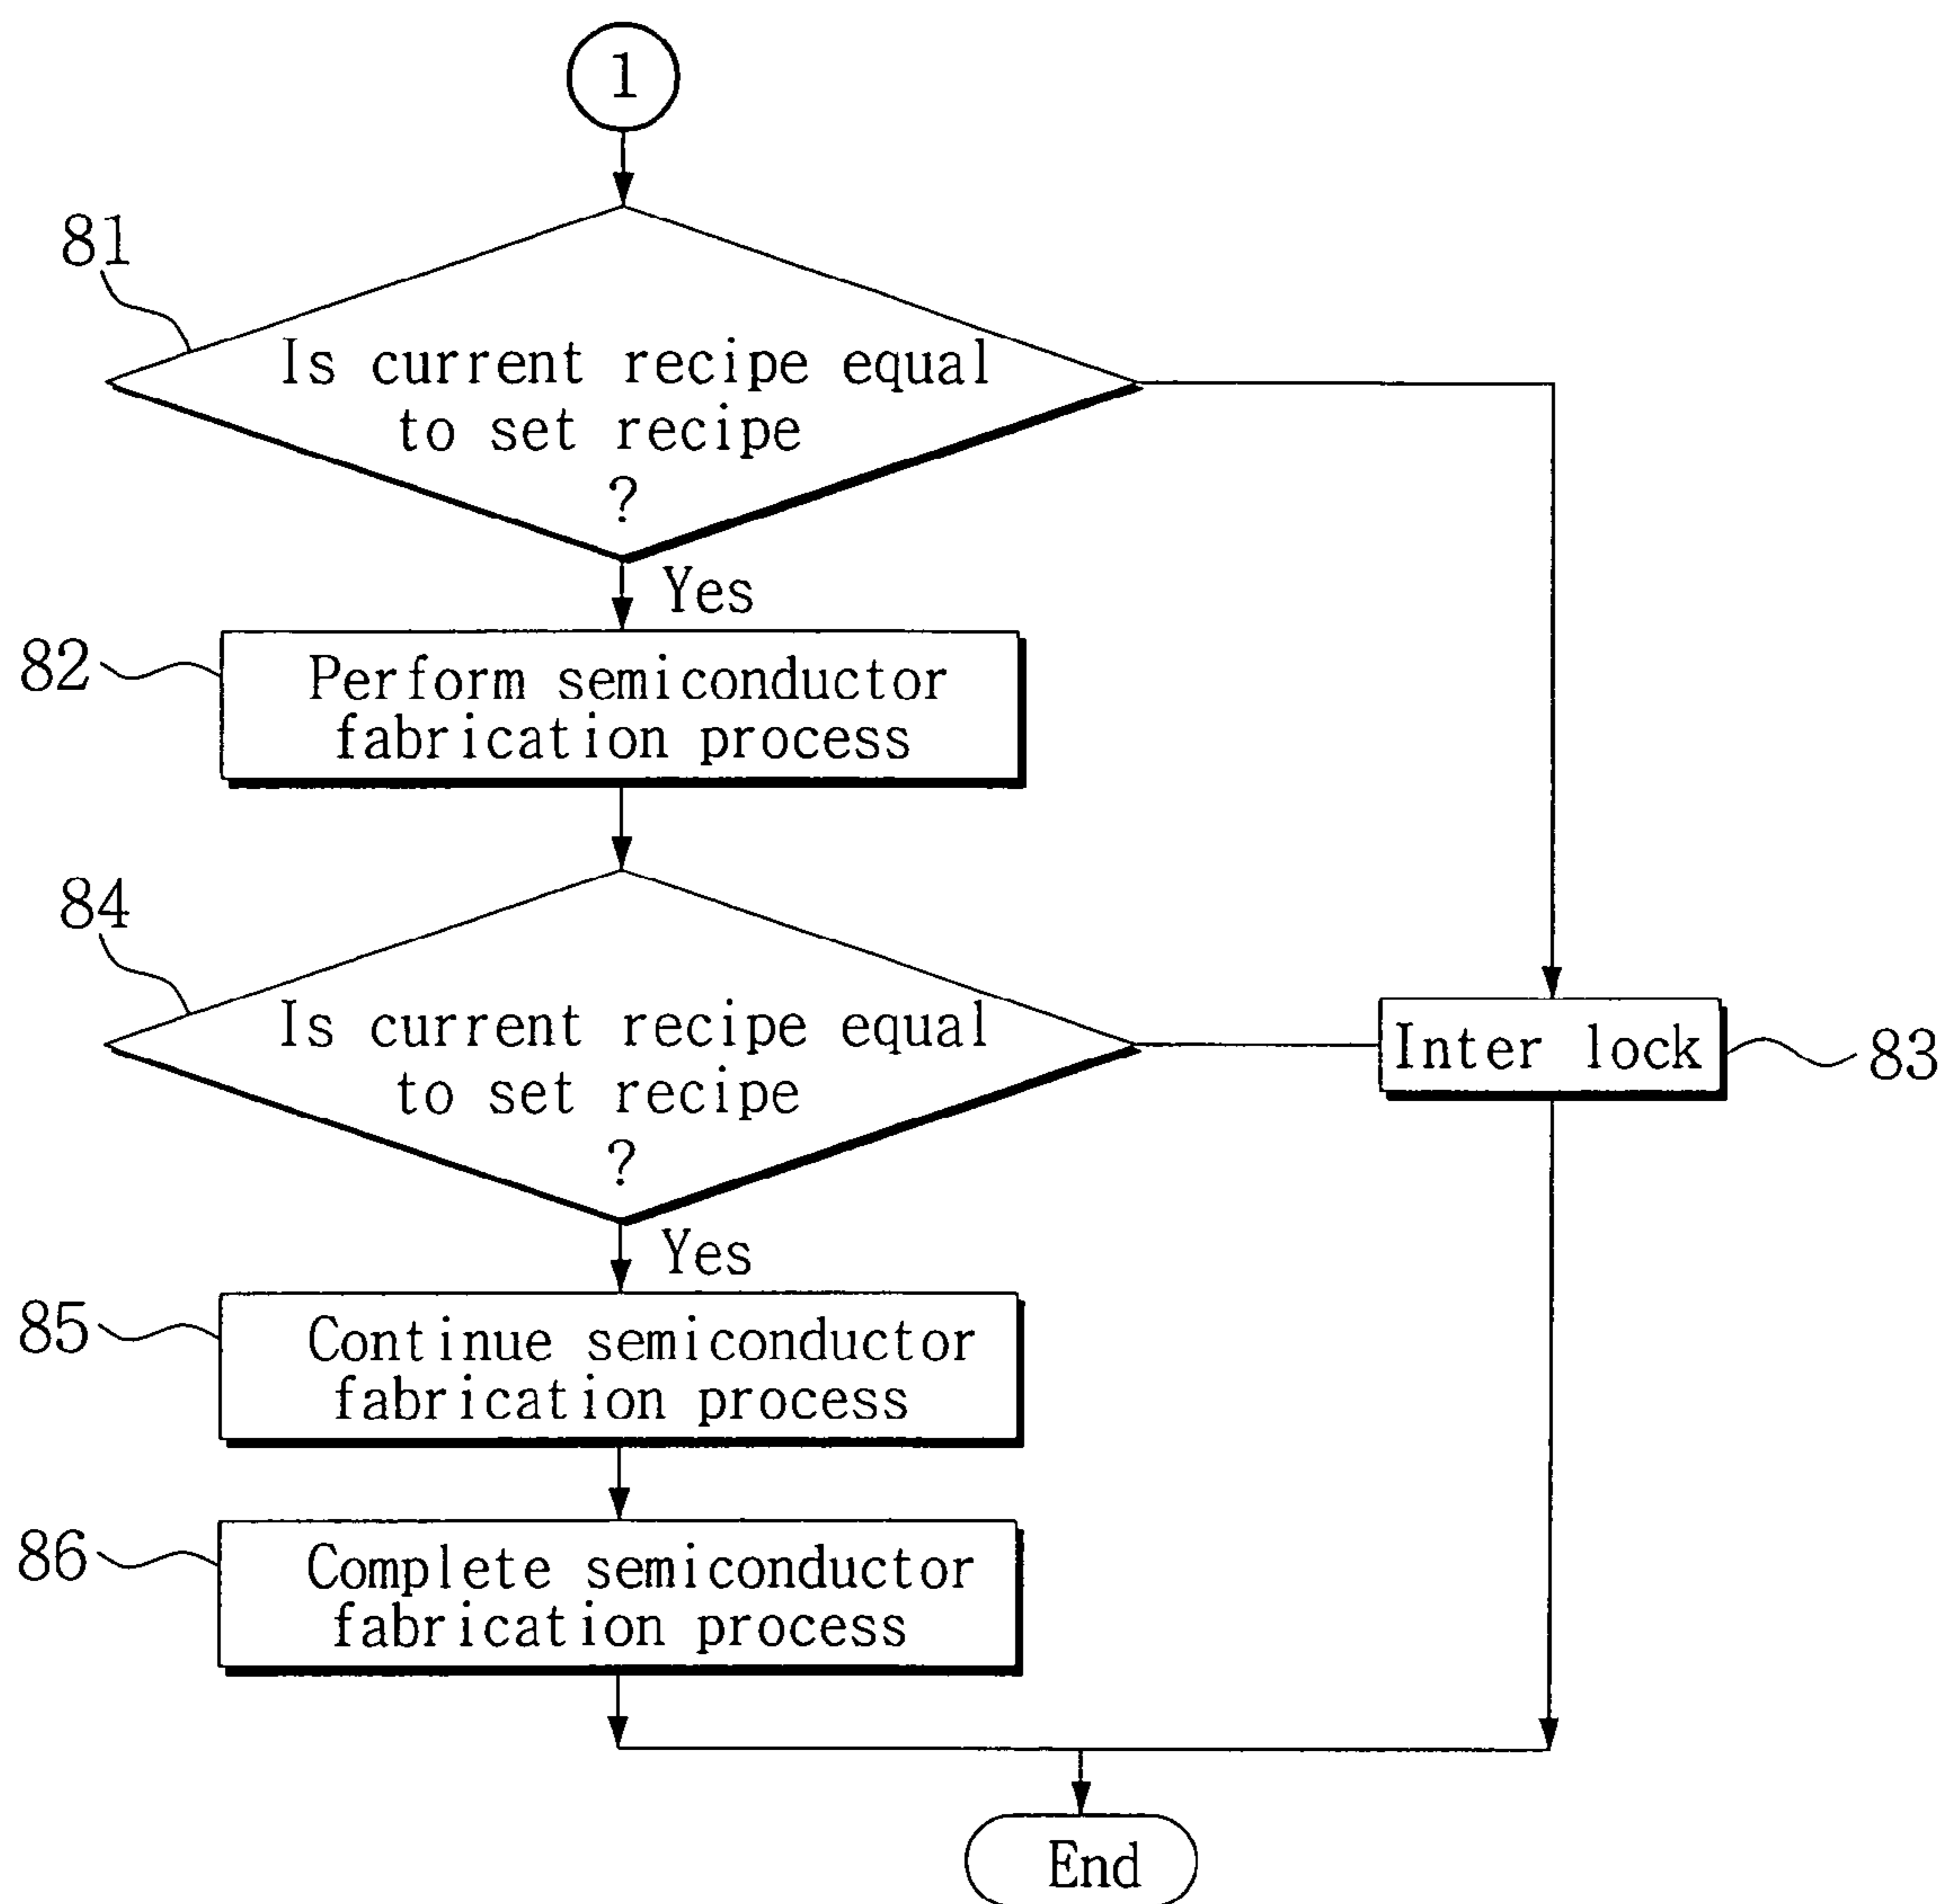 1
81
Is current recipe equal
to set recipe
?
Yes
82
Perform semiconductor
fabrication process
84
Is current recipe equal
to set recipe
?
Inter lock
83
Yes
85
Continue semiconductor
fabrication process
86
Complete semiconductor
fabrication process
End